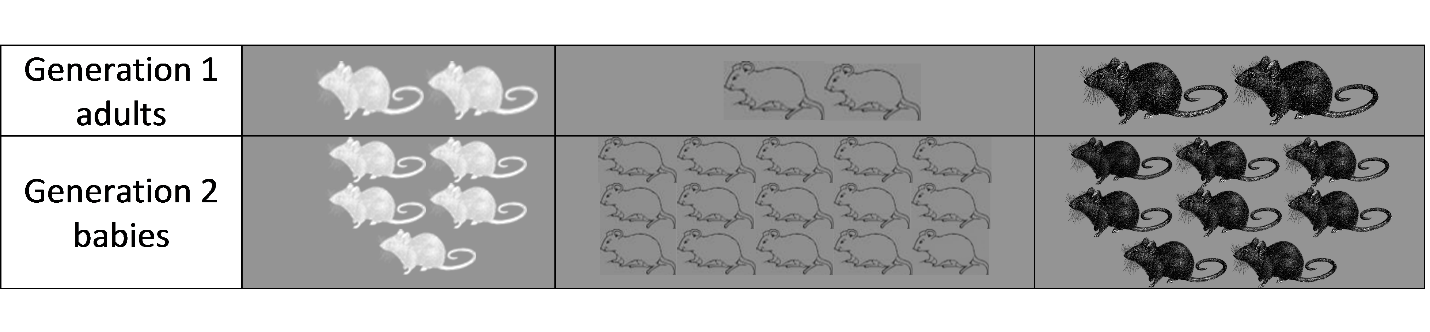 Generation 1
adults
Generation 2
babies